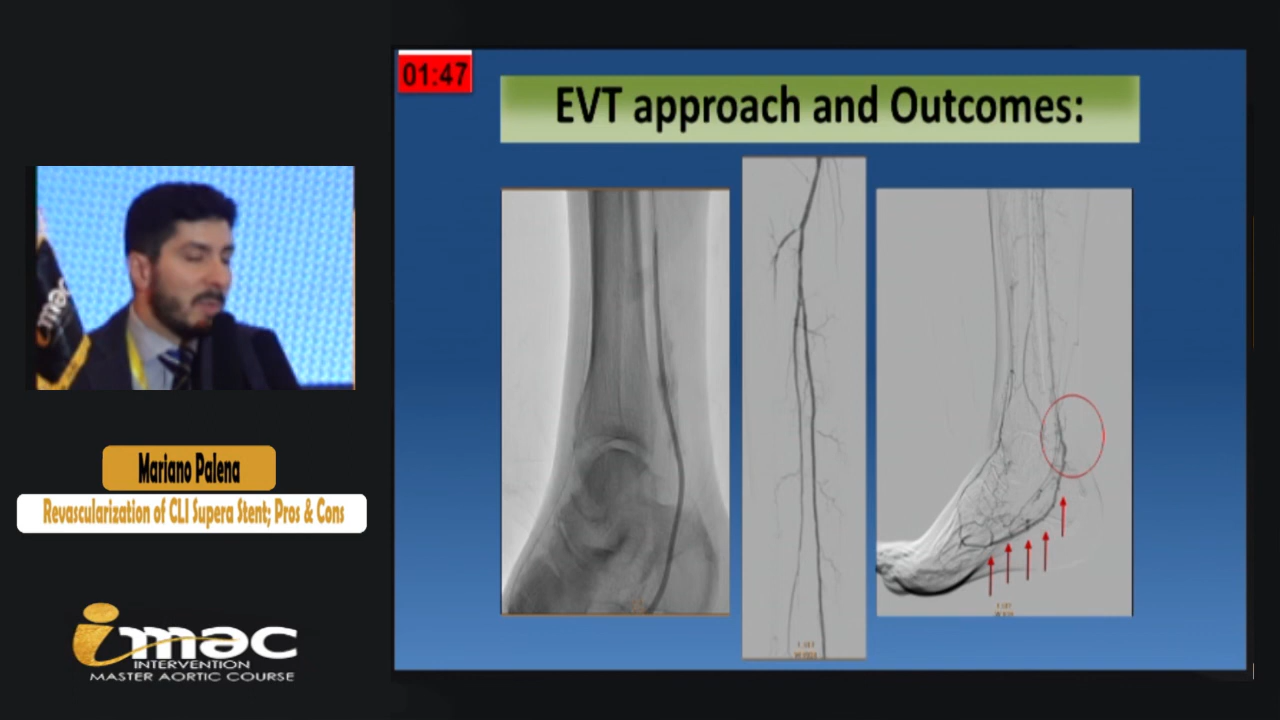 01:47
EVT approach and Outcomes:
Mariano Palena
Revascularization of CLI Supera Stent; Pros & Cons
imac
INTERVENTION
MASTER AORTIC COURSE